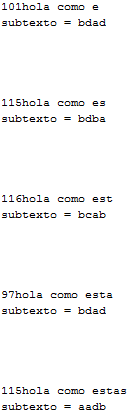 101hola como e
subtexto = bdad
115hola como es
subtexto = bdba
116hola como est
subtexto = bcab
97hola como esta
subtexto = bdad
115hola como estas
subtexto = aadb